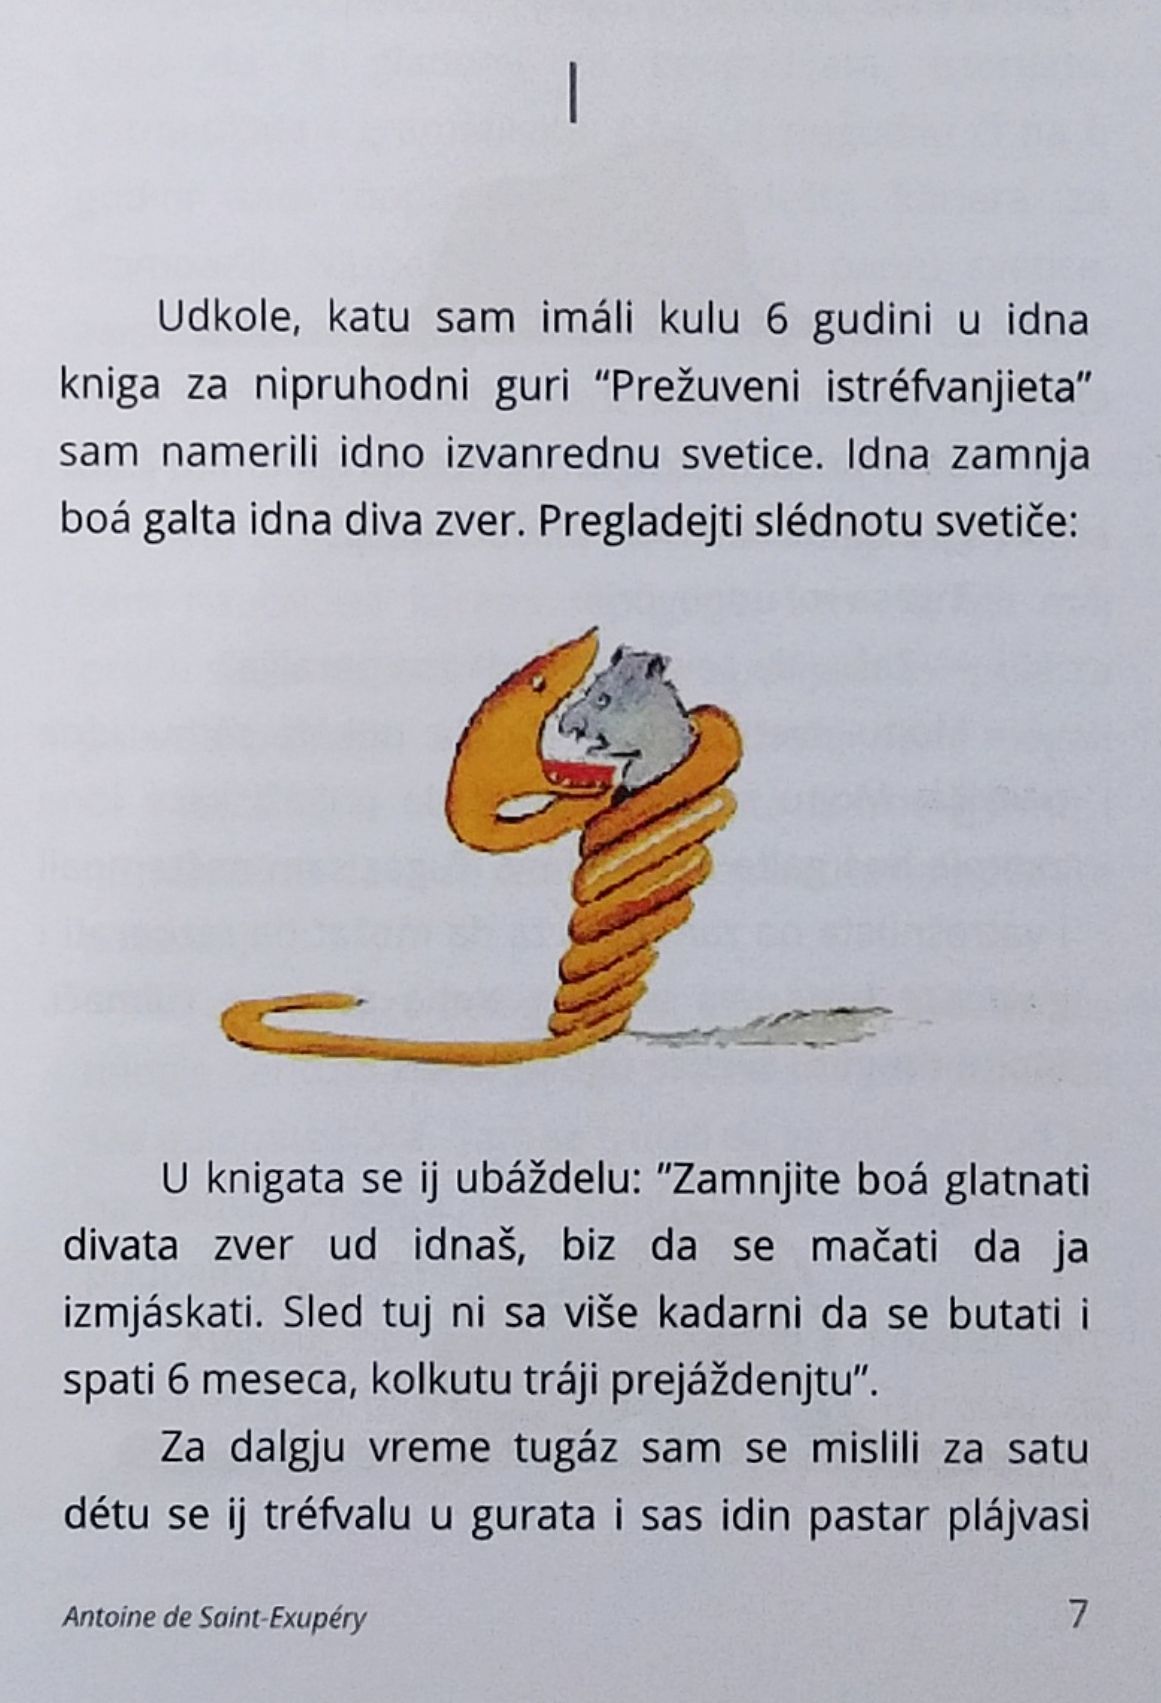 I
Udkole, katu sam imáli kulu 6 gudini u idna
kniga za nipruhodni guri “Prežuveni istréfvanjieta”
sam namerili idno izvanrednu svetice. Idna zamnja
boá galta idna diva zver. Pregladejti slédnotu svetiče:
U knigata se ij ubáždelu: ”Zamnjite boá glatnati
divata zver ud idnaš, biz da se mačati da ja
izmjáskati. Sled tuj ni sa više kadarni da se butati i
spati 6 meseca, kolkutu tráji prejáždenjtu”.
Za dalgju vreme tugáz sam se mislili za satu
détu se ij tréfvalu u gurata i sas idin pastar plájvasi
Antoine de Saint-Exupéry
7